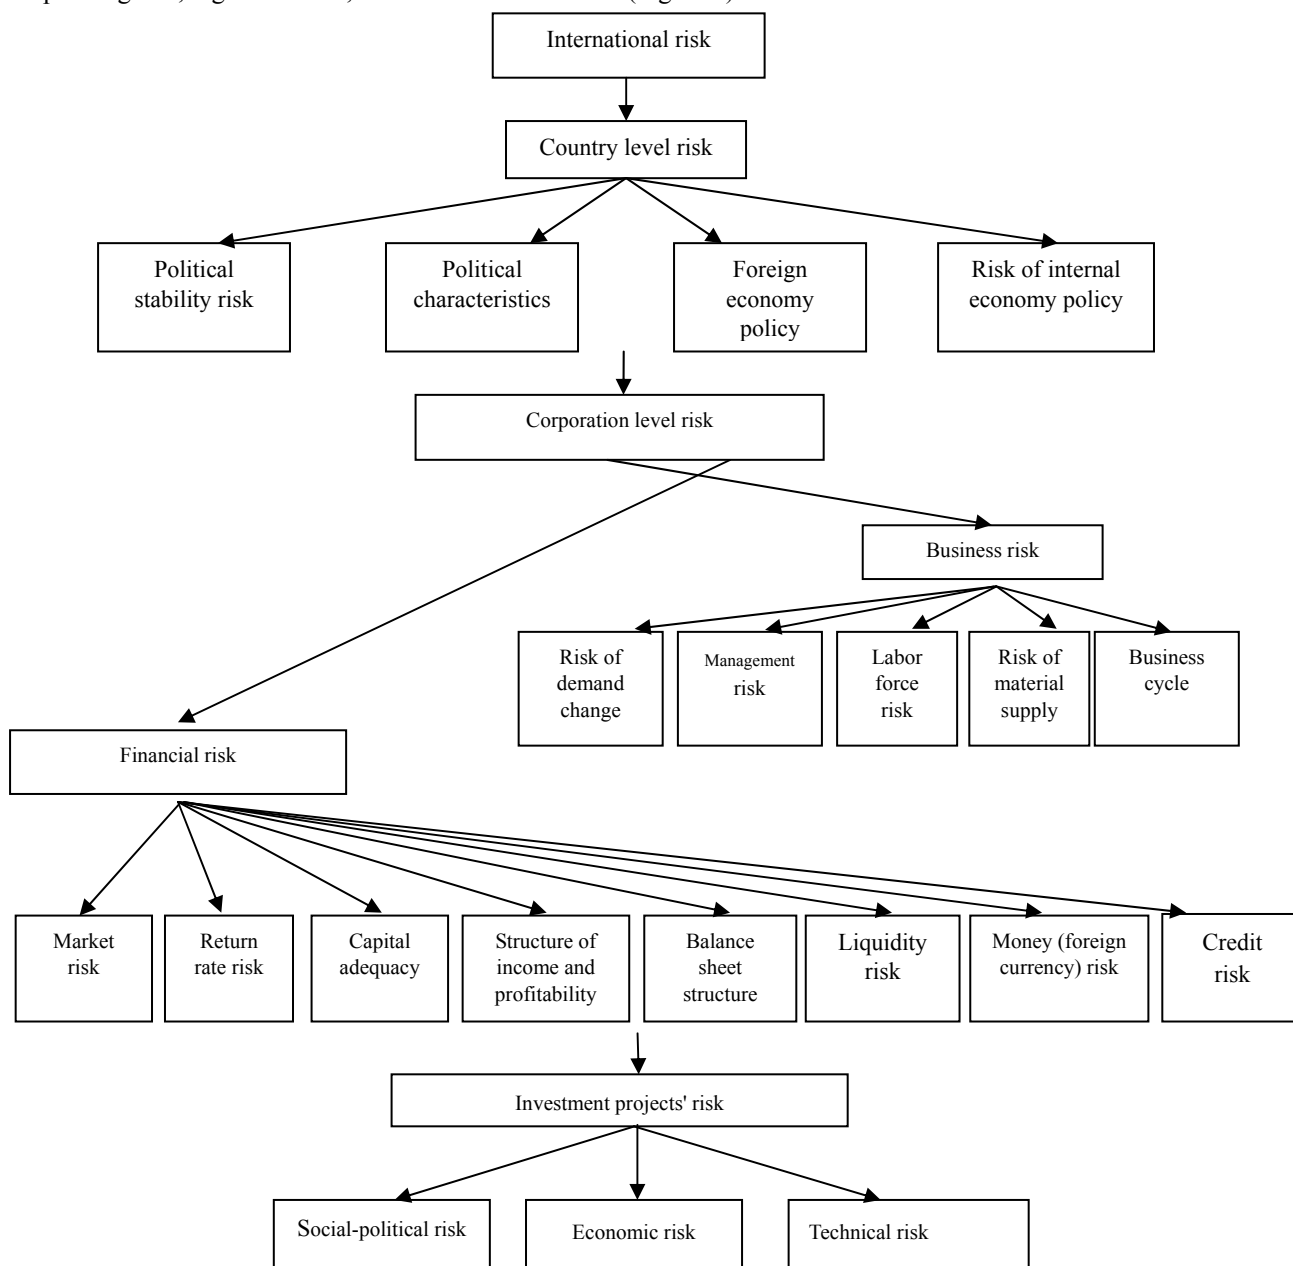 International risk
Country level risk
Political
stability risk
Political
characteristics
Foreign
economy
policy
Risk of internal
economy policy
Corporation level risk
Business risk
Risk of
demand
change
Management
risk
Labor
force
risk
Risk of
material
supply
Business
cycle
Financial risk
Market
risk
Return
rate risk
Capital
adequacy
Structure of
income and
profitability
Balance
sheet
structure
Liquidity
risk
Money (foreign
currency) risk
Credit
risk
Investment projects' risk
Social-political risk
Economic risk
Technical risk